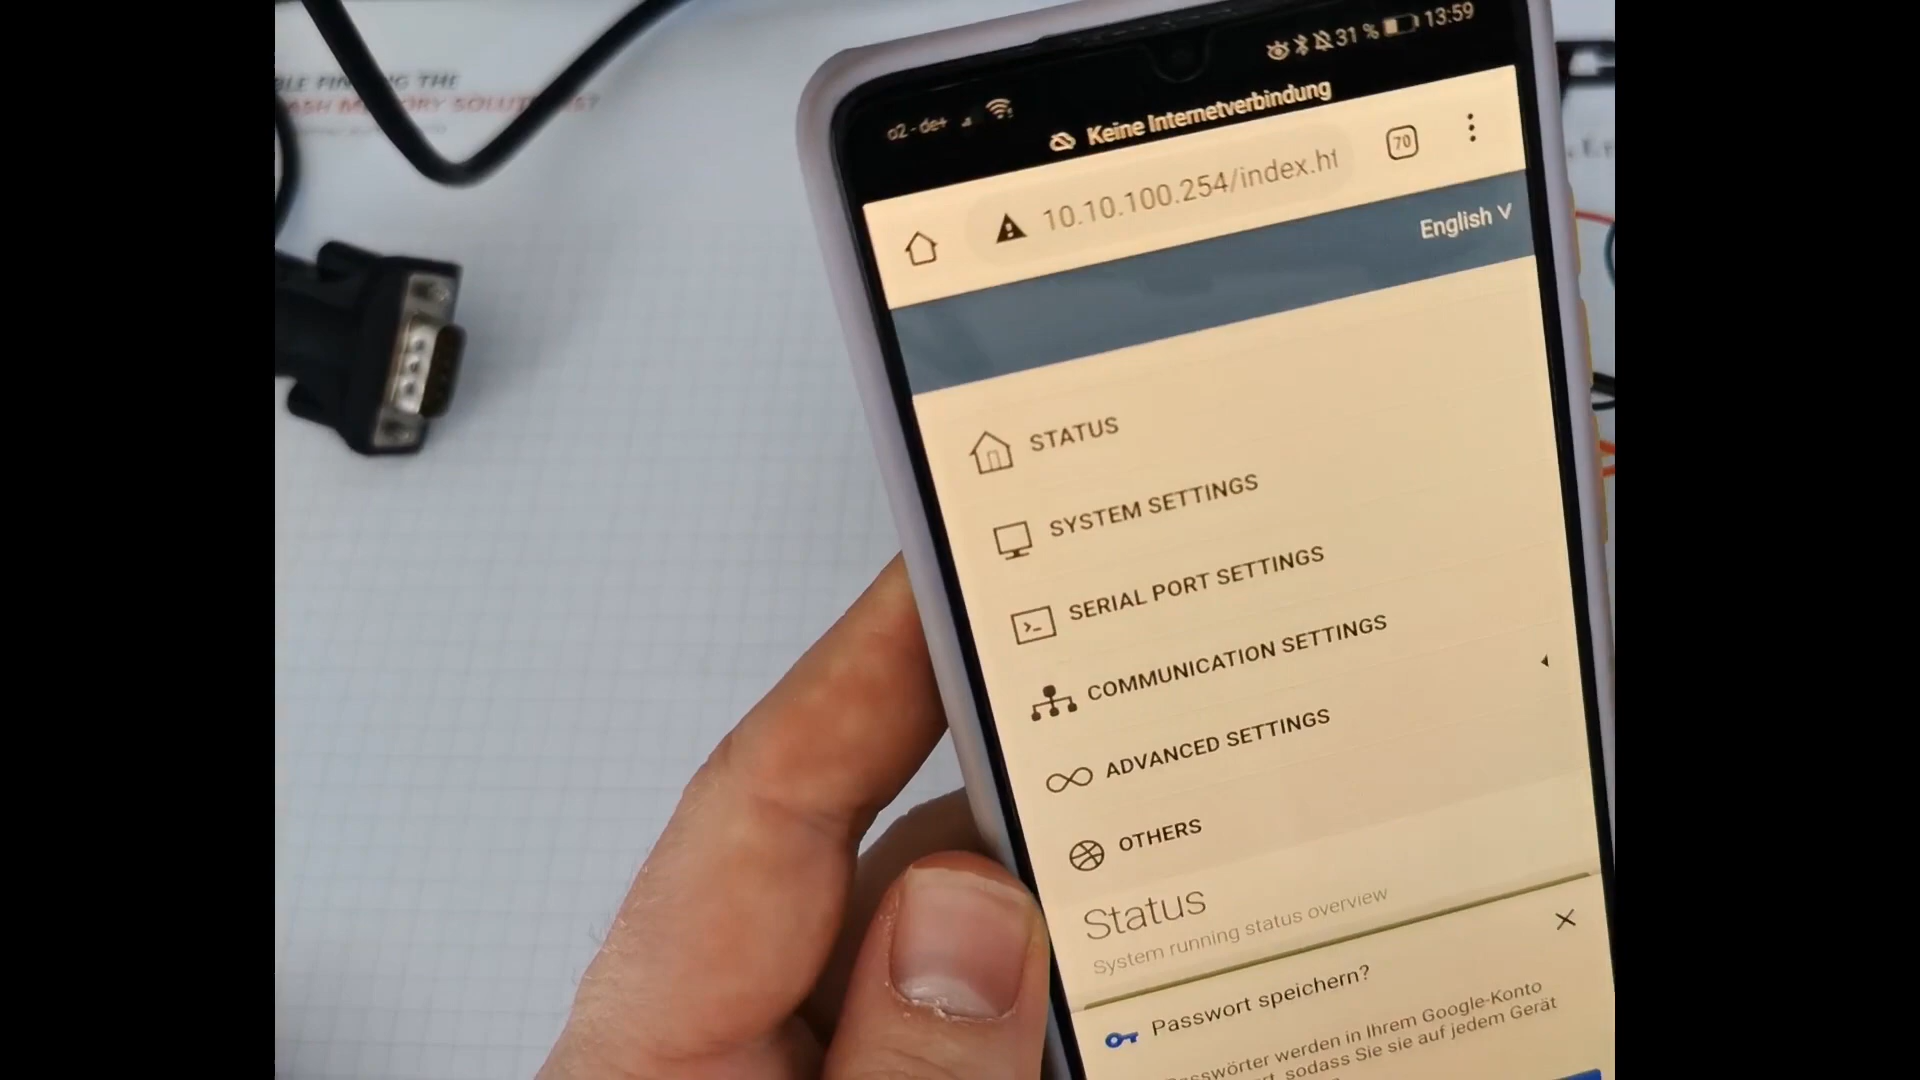 THE
o2-de+
31 %
13:59
Keine Internetverbindung
10.10.100.254/index.ht
70
English V
STATUS
SYSTEM SETTINGS
SERIAL PORT SETTINGS
COMMUNICATION SETTINGS
ADVANCED SETTINGS
OTHERS
Status
System running status overview
Passwort speichern?
werden in Ihrem Google-Konto
sodass Sie sie auf jedem Gerät